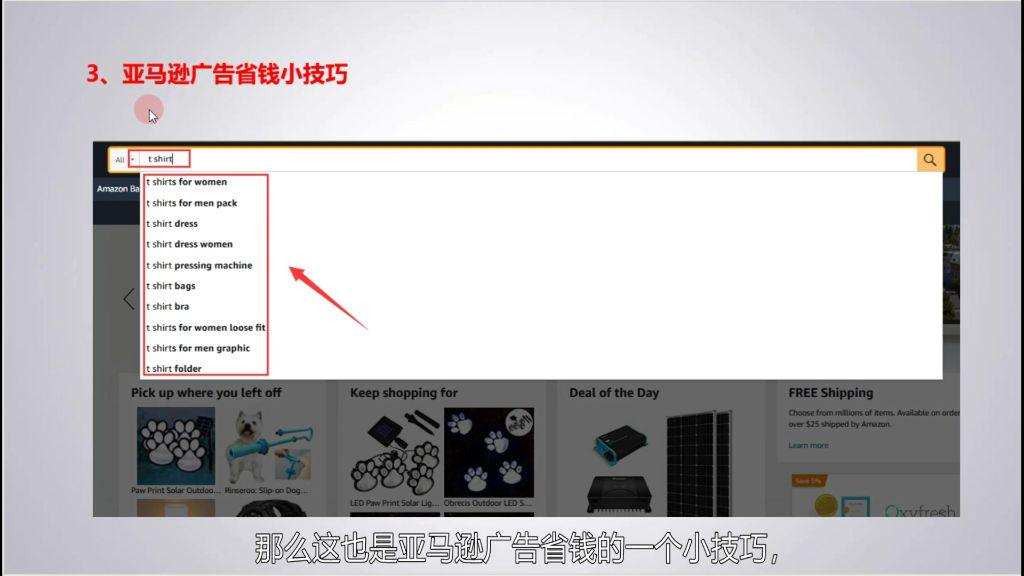 3、亚马逊广告省钱小技巧
All
t shirt
Amazon Ba
t shirts for women
t shirts for men pack
t shirt dress
t shirt dress women
t shirt pressing machine
t shirt bags
t shirt bra
t shirts for women loose fit
t shirts for men graphic
t shirt folder
Pick up where you left off
Keep shopping for
Deal of the Day
FREE Shipping
Choose from millions of items. Available on order
over $25 shipped by Amazon.
Learn more
Paw Print Solar Outdoo...
Rinseroo: Slip-on Dog...
LED Paw Print Solar Lig...
Obrecis Outdoor LED S...
Save 5%
Oxyfresh
那么这也是亚马逊广告省钱的一个小技巧，